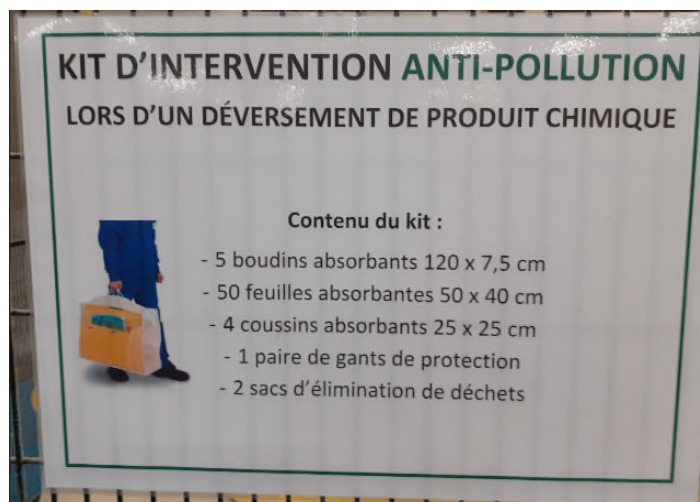 KIT D'INTERVENTION ANTI-POLLUTION
LORS D'UN DÉVERSEMENT DE PRODUIT CHIMIQUE
Contenu du kit :
- 5 boudins absorbants 120 x 7,5 cm
- 50 feuilles absorbantes 50 x 40 cm
- 4 coussins absorbants 25 x 25 cm
- 1 paire de gants de protection
- 2 sacs d'élimination de déchets